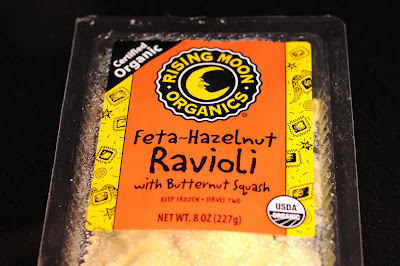 Certified
Organic
RISING MOON
ORGANICS
®
Feta~Hazelnut
Ravioli
with Butternut Squash
KEEP FROZEN • SERVES TWO
NET WT. 8 OZ (227g)
USDA
ORGANIC